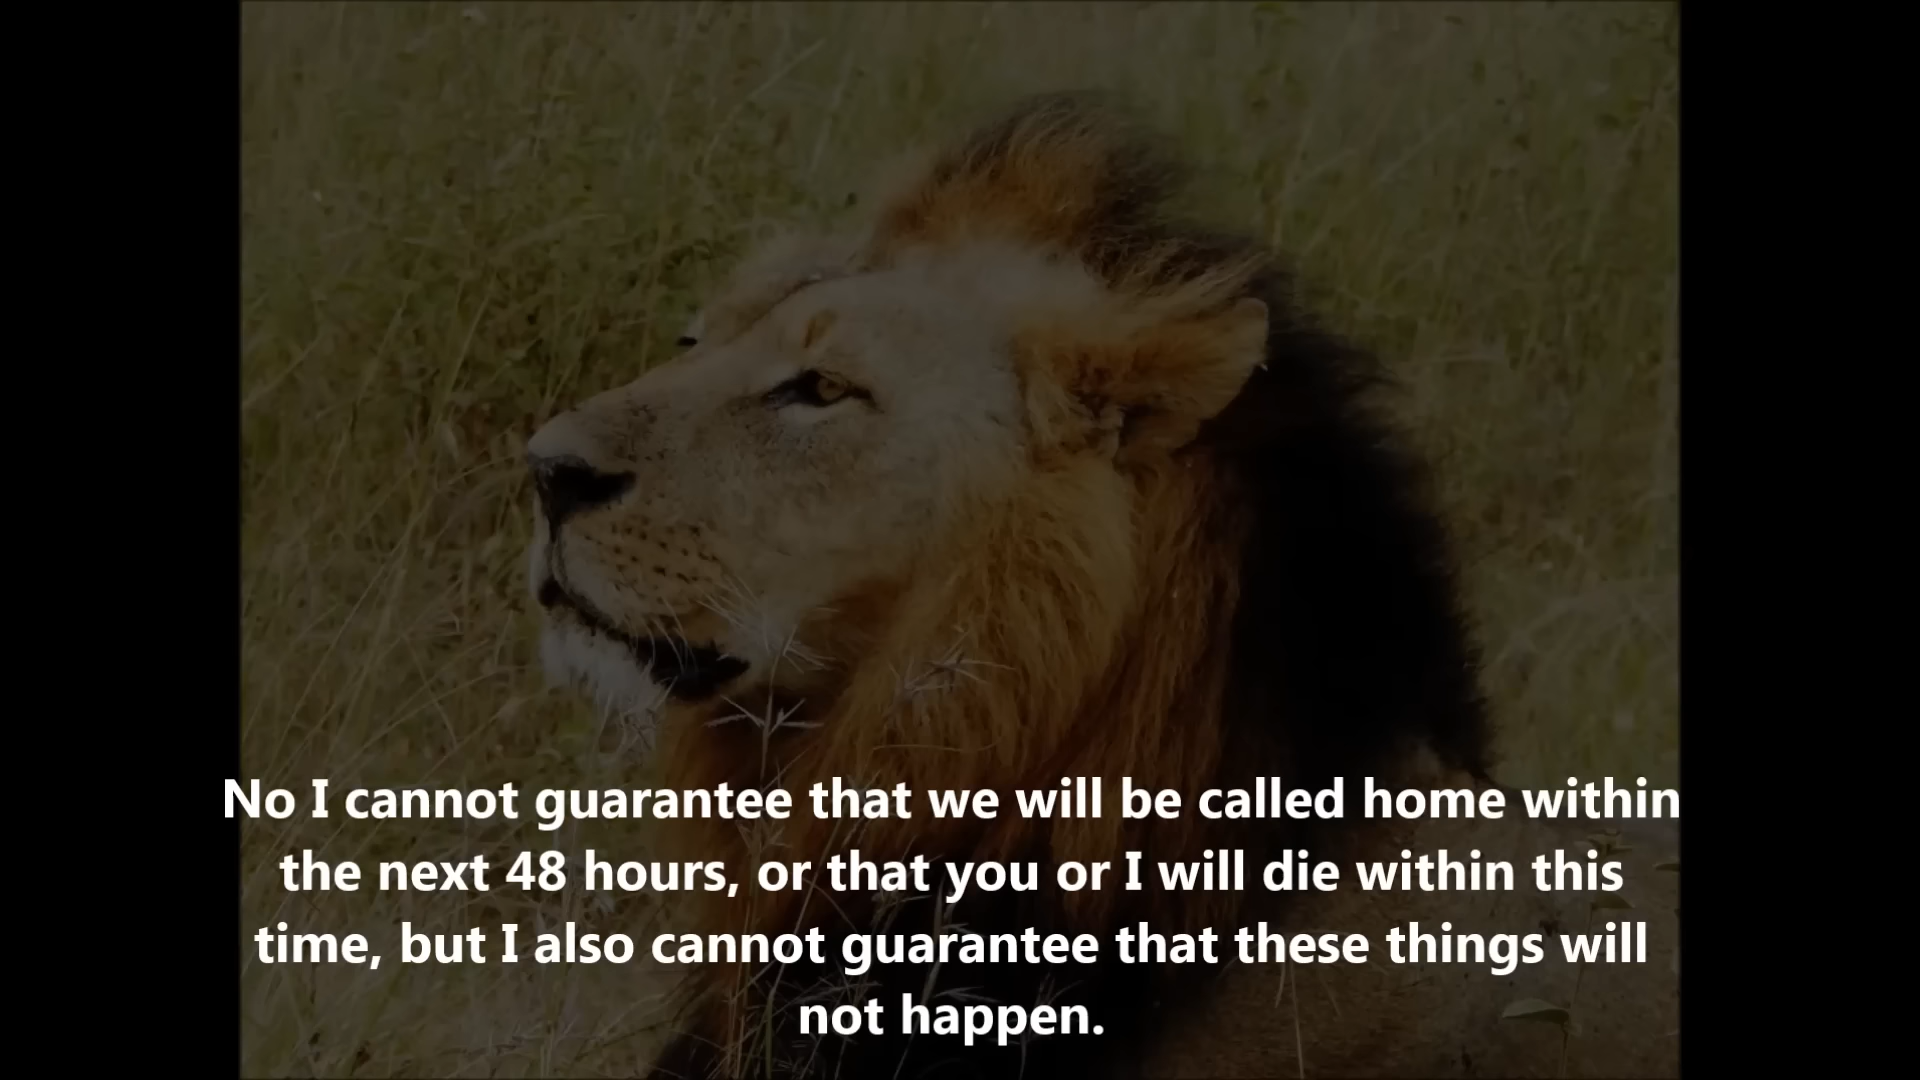 No I cannot guarantee that we will be called home within
the next 48 hours, or that you or I will die within this
time, but I also cannot guarantee that these things will
not happen.